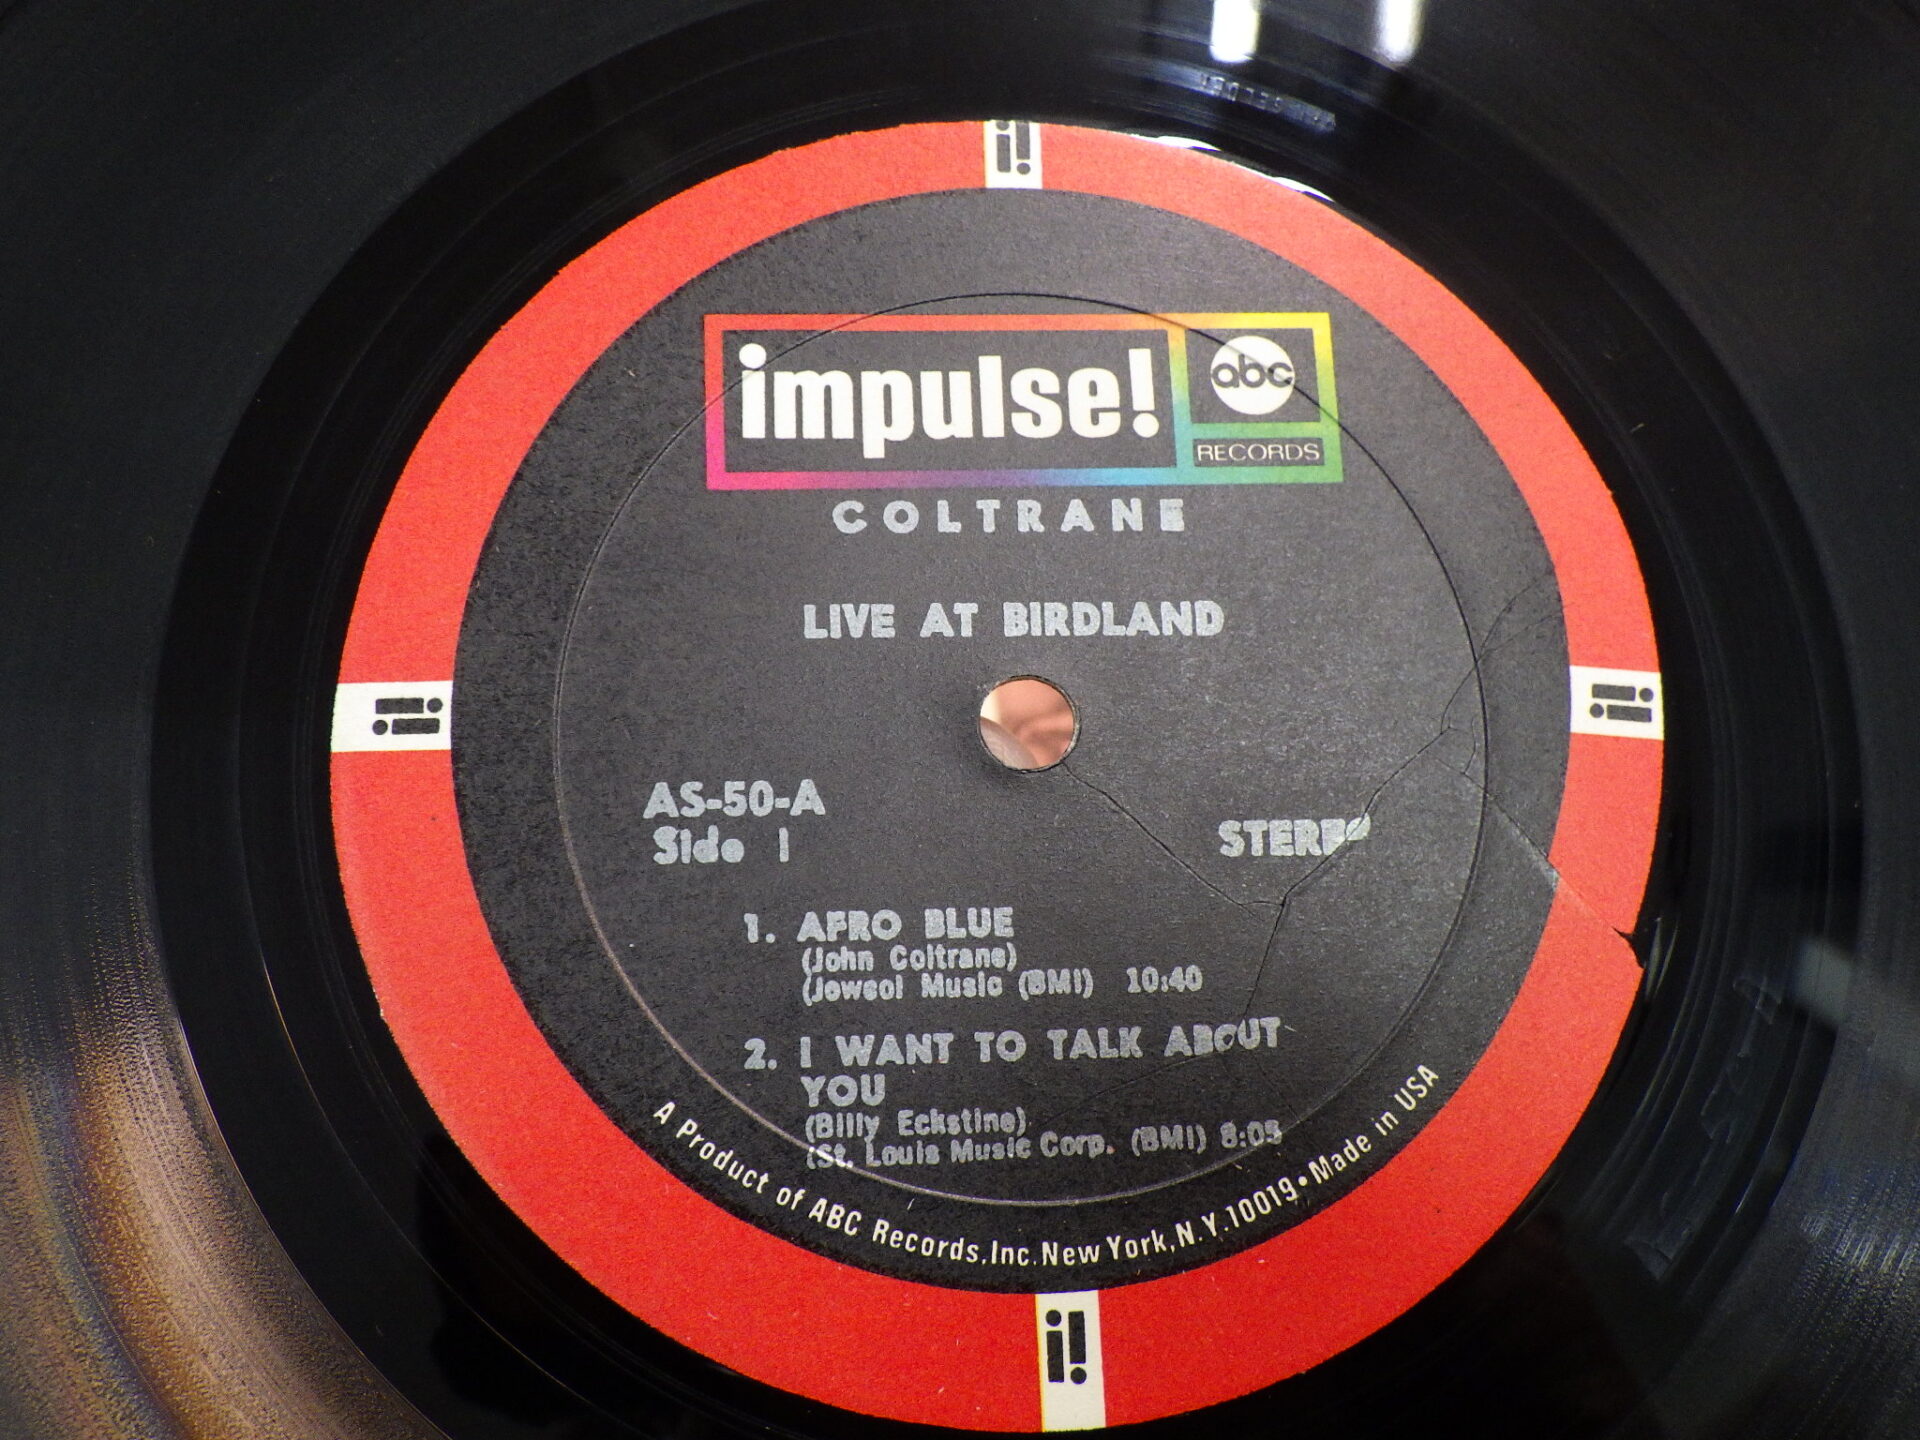 i!
impulse!
abc
RECORDS
COLTRANE
LIVE AT BIRDLAND
i!
i!
AS-50-A
Side 1
STEREO
1. AFRO BLUE
(John Coltrane)
(Jowcol Music (BMI) 10:40
2. I WANT TO TALK ABOUT
YOU
(Billy Eckstine)
(St. Louis Music Corp. (BMI) 8:05
A Product of ABC Records, Inc. New York, N.Y. 10019 • Made in USA
i!